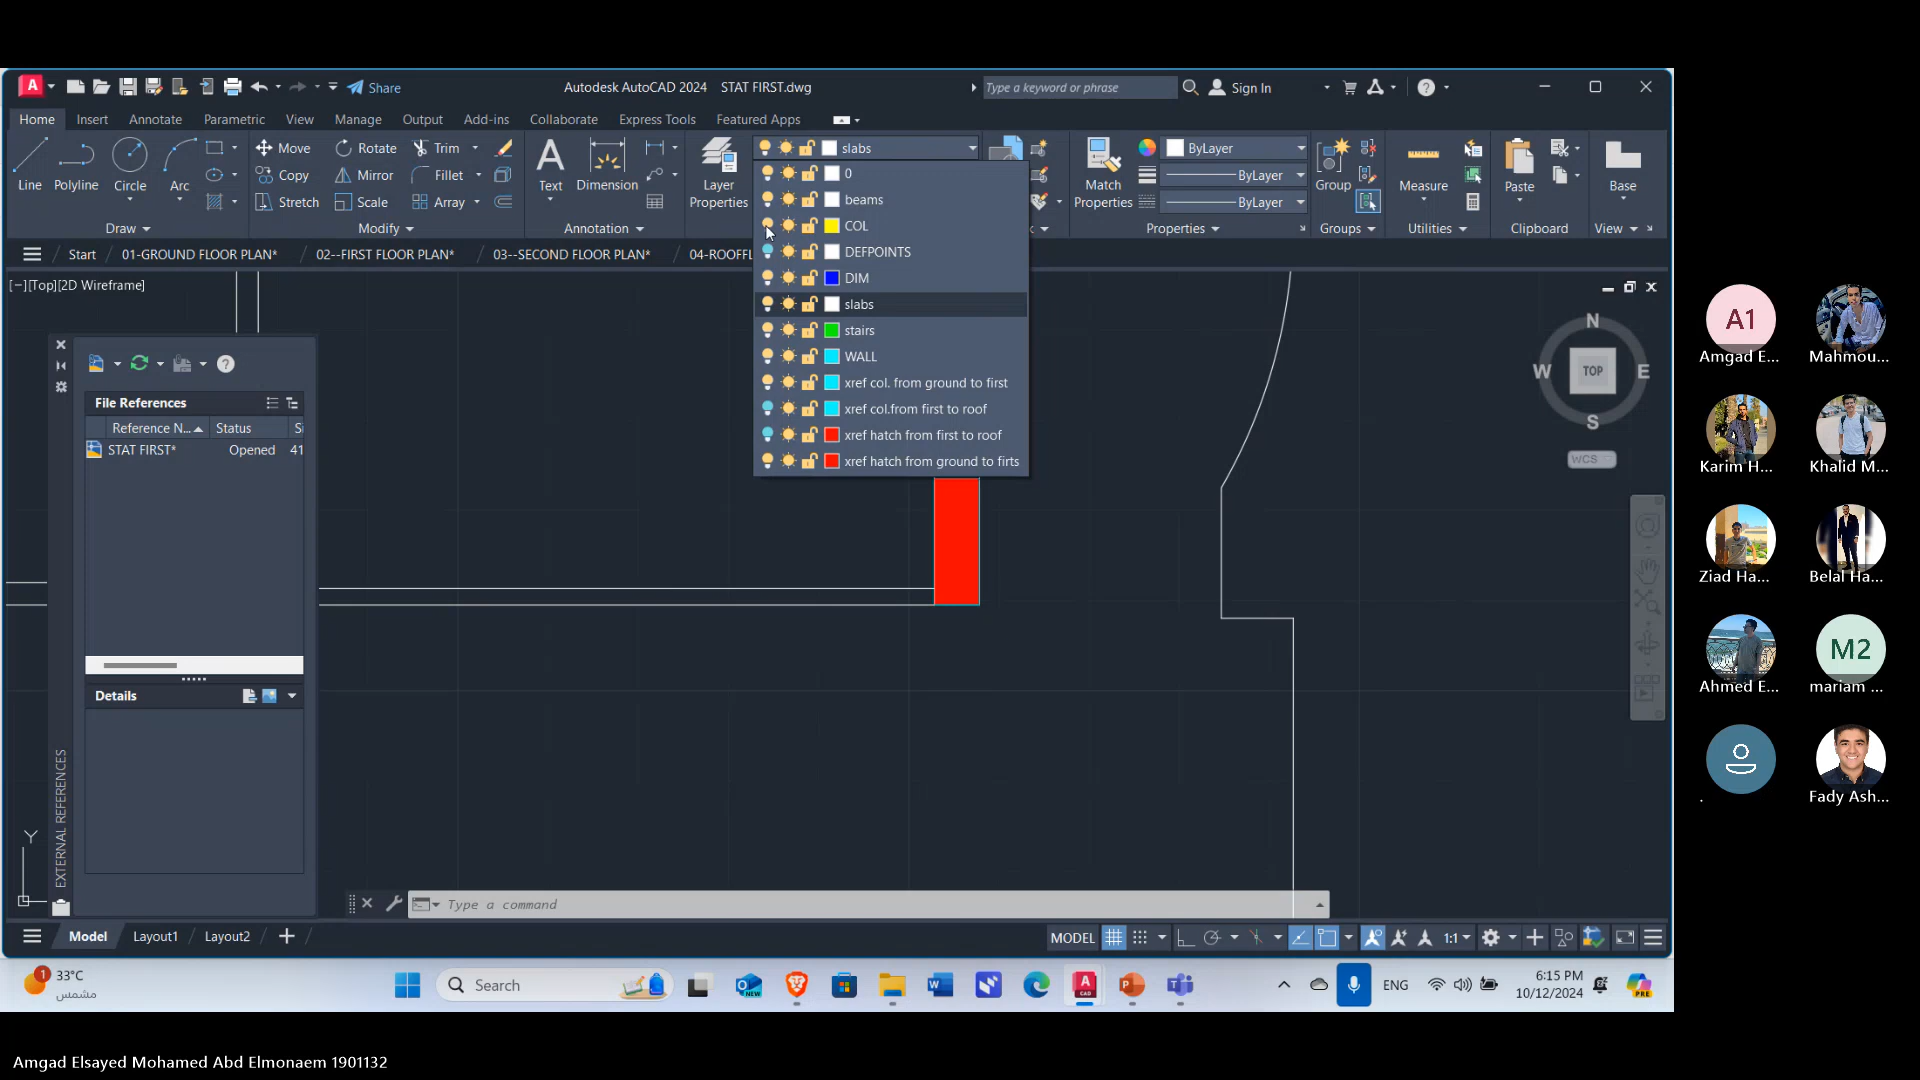 A Share Autodesk AutoCAD 2024 STAT FIRST.dwg Type a keyword or phrase Sign In
Home Insert Annotate Parametric View Manage Output Add-ins Collaborate Express Tools Featured Apps
Line Polyline Circle Arc
Move Rotate Trim
Copy Mirror Fillet
Stretch Scale Array
Text Dimension
Layer Properties
slabs
Match Properties
ByLayer
ByLayer
ByLayer
Group Measure Paste Base
Draw Modify Annotation Properties Groups Utilities Clipboard View
0
beams
COL
DEFPOINTS
DIM
slabs
stairs
WALL
xref col. from ground to first
xref col.from first to roof
xref hatch from first to roof
xref hatch from ground to firts
Start 01-GROUND FLOOR PLAN* 02--FIRST FLOOR PLAN* 03--SECOND FLOOR PLAN* 04-ROOFFL
[−][Top][2D Wireframe]
N
W TOP E
S
WCS
File References
Reference N... Status Si
STAT FIRST* Opened 41
Details
EXTERNAL REFERENCES
Y
Type a command
Model Layout1 Layout2
MODEL 1:1
1 33°C
مشمس
Search
NEW
W
A CAD
P
T
ENG
6:15 PM
10/12/2024
PRE
A1
Amgad E... Mahmou...
Karim H... Khalid M...
Ziad Ha... Belal Ha...
M2
Ahmed E... mariam ...
. Fady Ash...
Amgad Elsayed Mohamed Abd Elmonaem 1901132